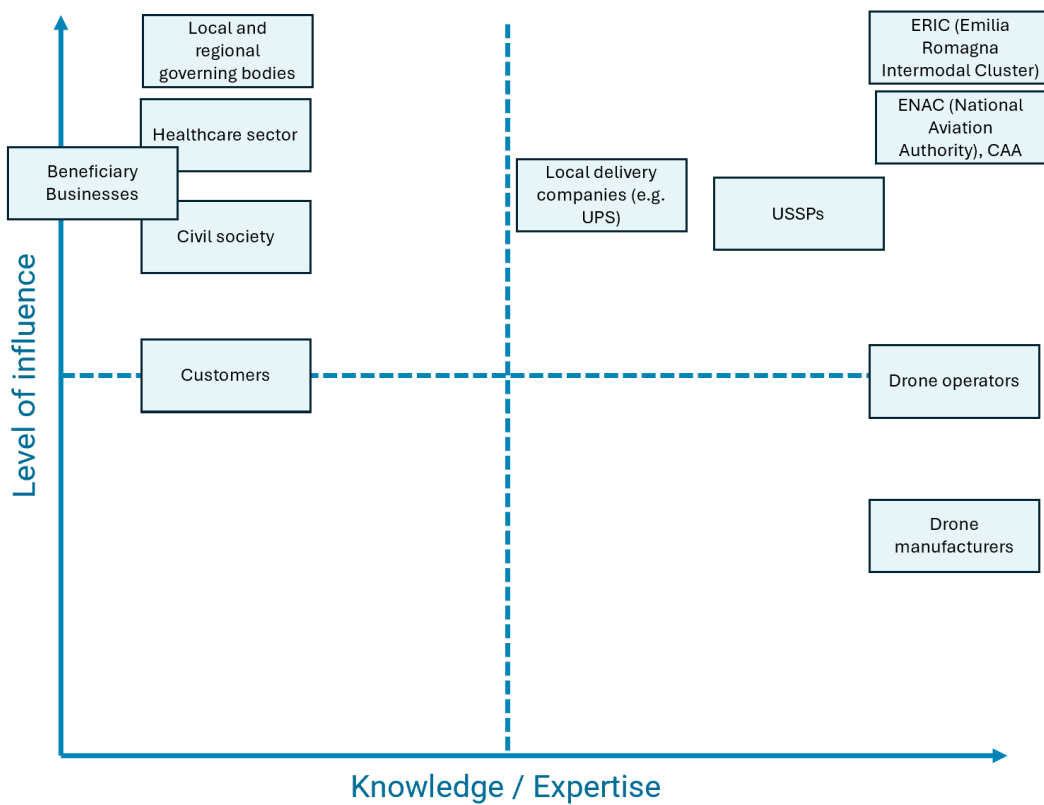 Local and
regional
governing bodies
ERIC (Emilia
Romagna
Intermodal Cluster)
Healthcare sector
ENAC (National
Aviation
Authority), CAA
Beneficiary
Businesses
Local delivery
companies (e.g.
UPS)
USSPs
Civil society
Level of influence
Customers
Drone operators
Drone
manufacturers
Knowledge / Expertise